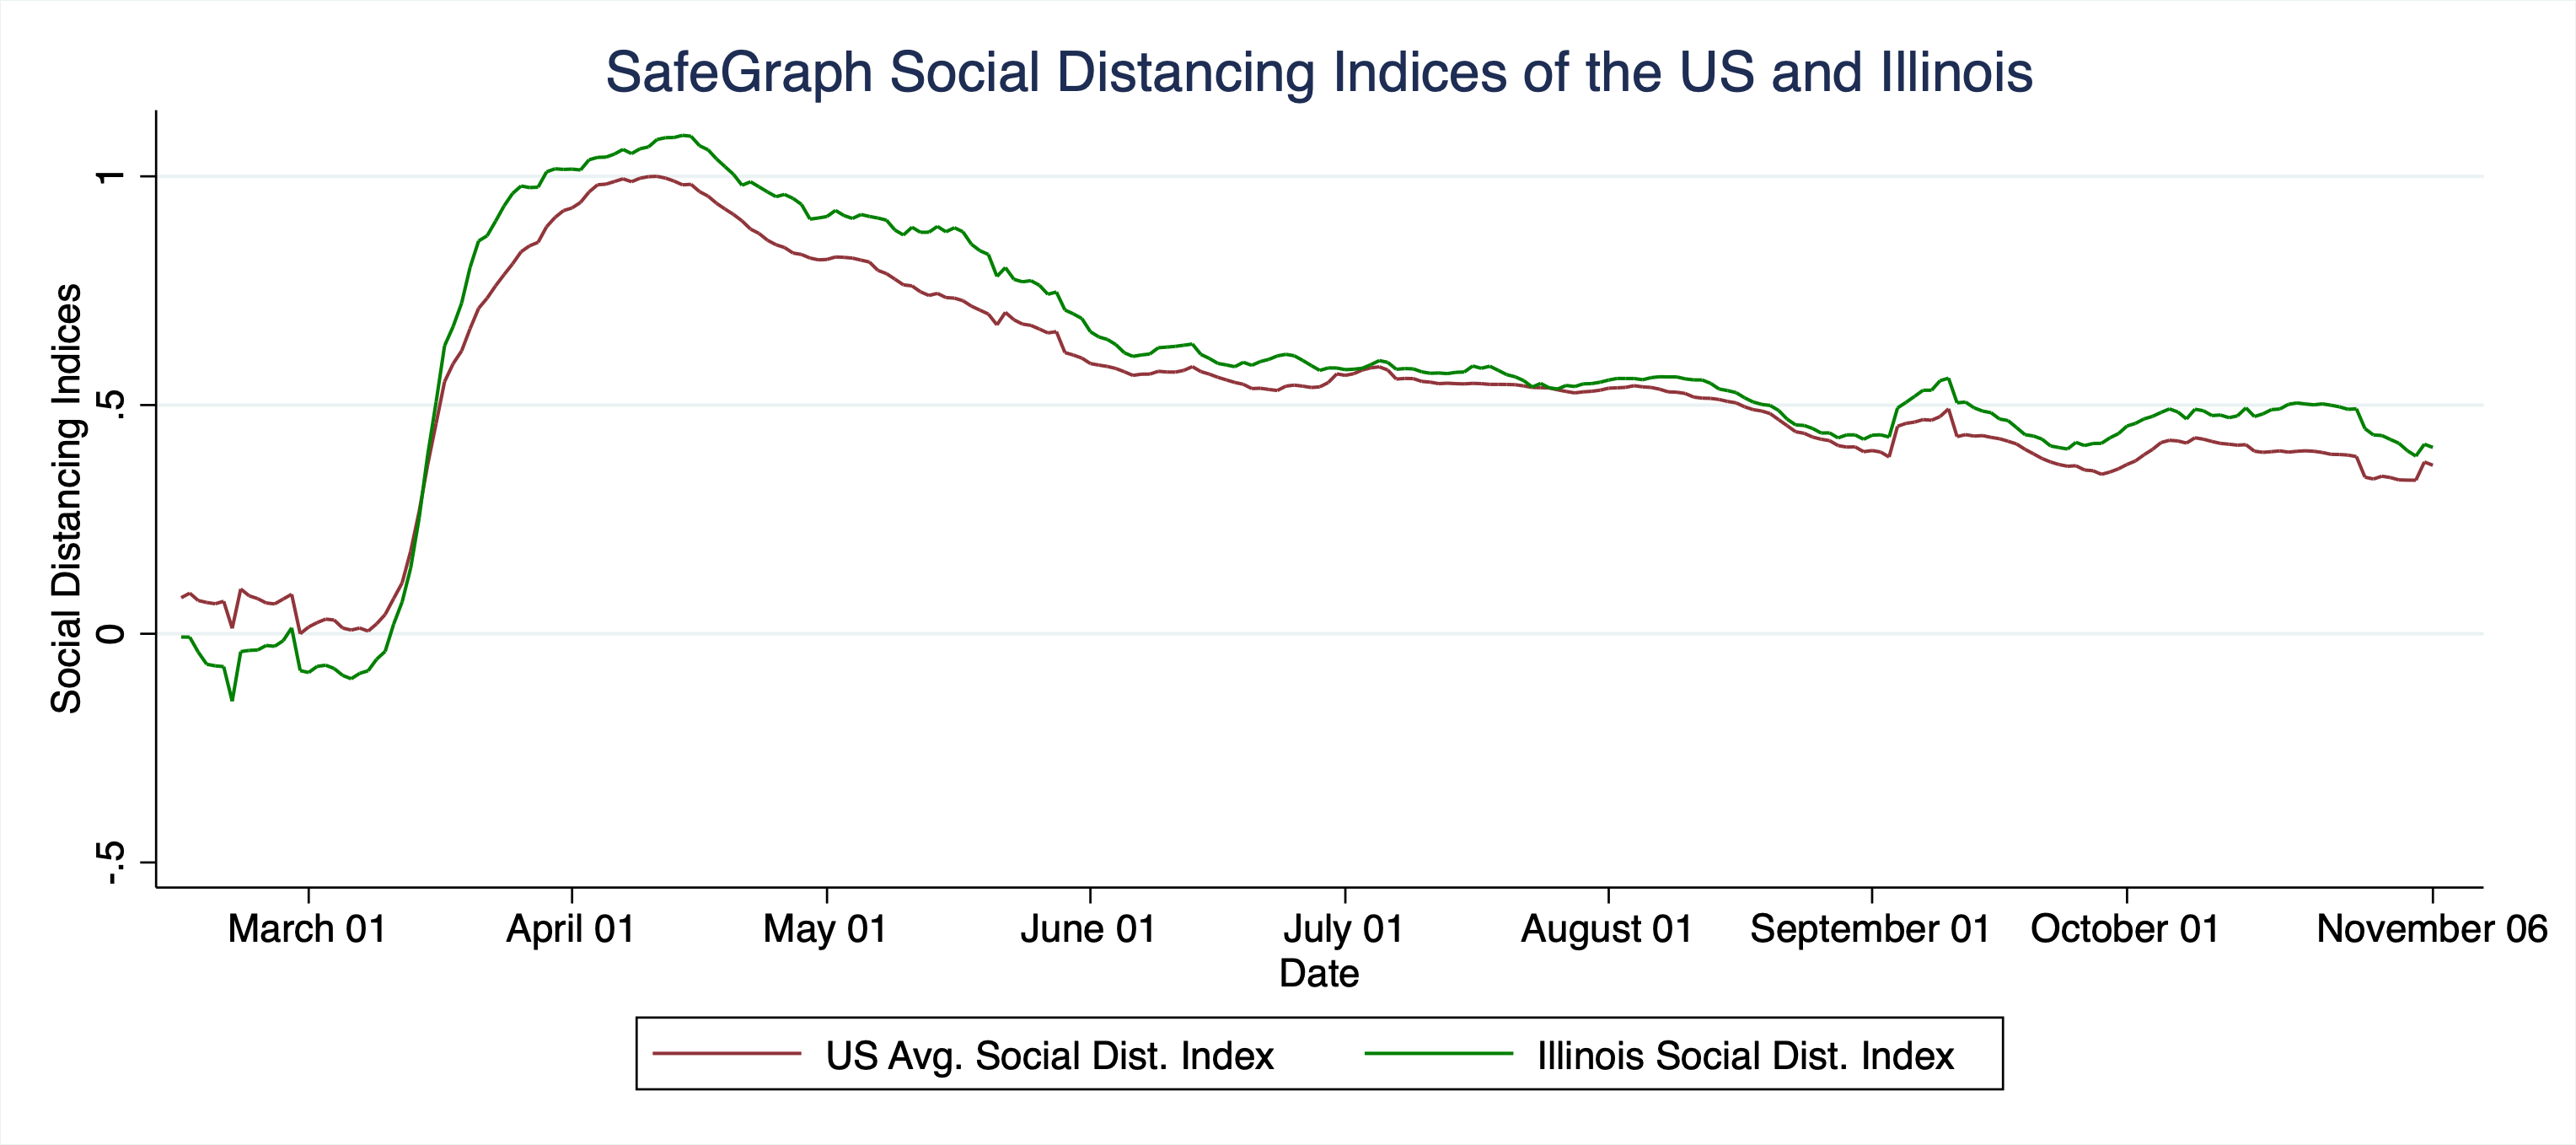 SafeGraph Social Distancing Indices of the US and Illinois
Social Distancing Indices
1
.5
0
-.5
March 01
April 01
May 01
June 01
July 01
August 01
September 01
October 01
November 06
Date
US Avg. Social Dist. Index
Illinois Social Dist. Index